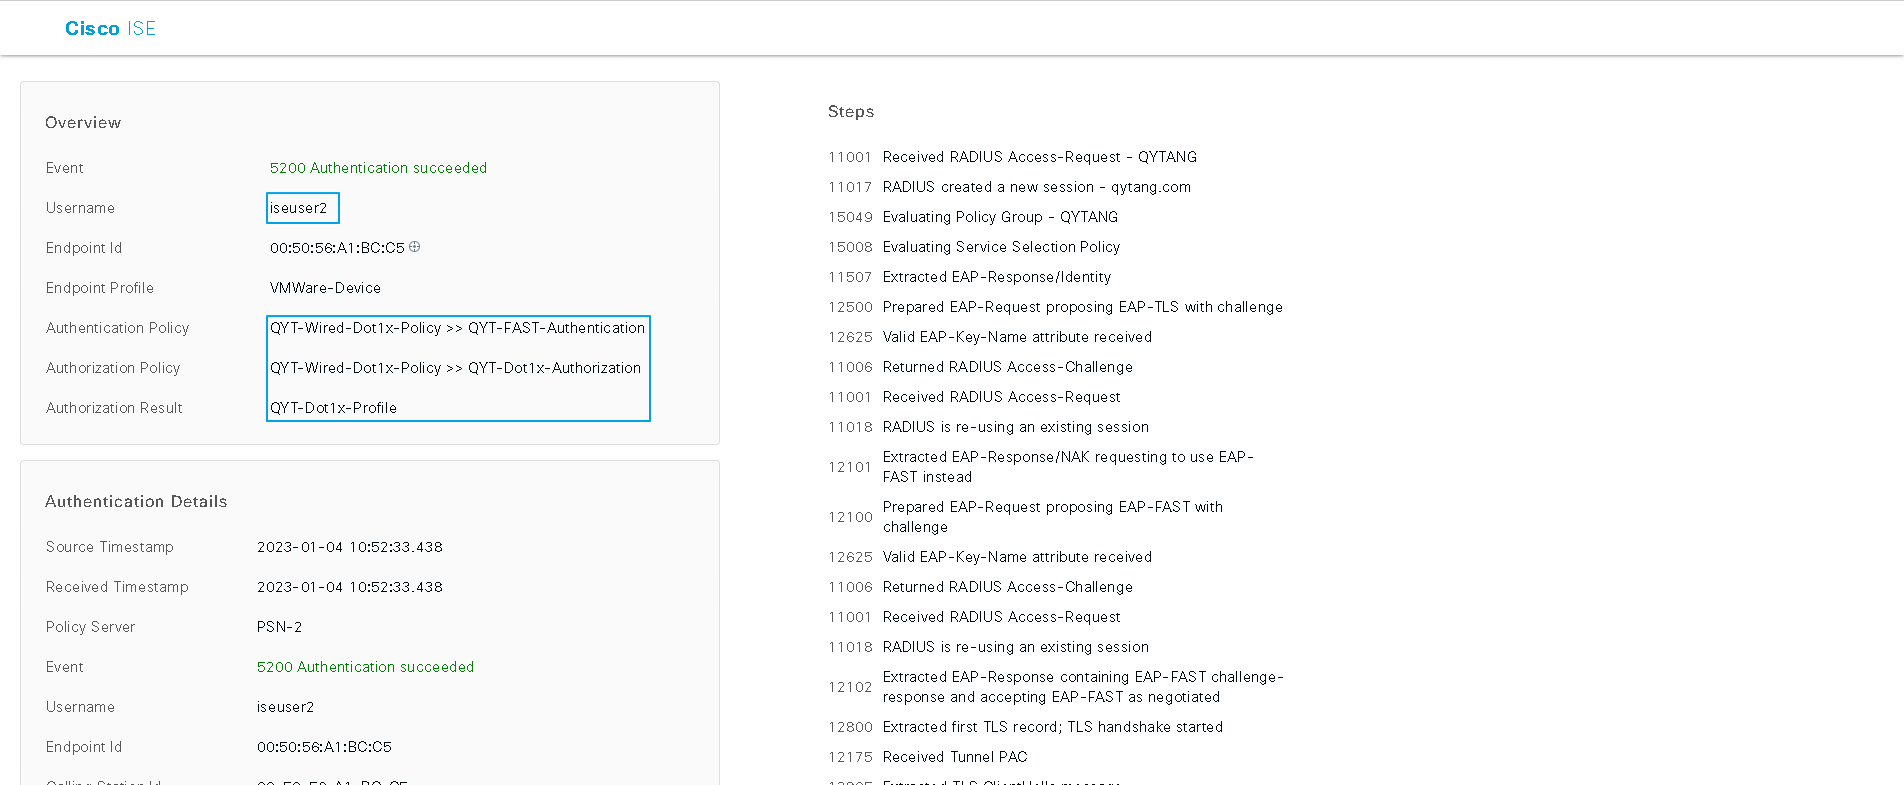 Cisco ISE
Overview
Event 5200 Authentication succeeded
Username iseuser2
Endpoint Id 00:50:56:A1:BC:C5
Endpoint Profile VMWare-Device
Authentication Policy QYT-Wired-Dot1x-Policy >> QYT-FAST-Authentication
Authorization Policy QYT-Wired-Dot1x-Policy >> QYT-Dot1x-Authorization
Authorization Result QYT-Dot1x-Profile
Authentication Details
Source Timestamp 2023-01-04 10:52:33.438
Received Timestamp 2023-01-04 10:52:33.438
Policy Server PSN-2
Event 5200 Authentication succeeded
Username iseuser2
Endpoint Id 00:50:56:A1:BC:C5
Steps
11001 Received RADIUS Access-Request - QYTANG
11017 RADIUS created a new session - qytang.com
15049 Evaluating Policy Group - QYTANG
15008 Evaluating Service Selection Policy
11507 Extracted EAP-Response/Identity
12500 Prepared EAP-Request proposing EAP-TLS with challenge
12625 Valid EAP-Key-Name attribute received
11006 Returned RADIUS Access-Challenge
11001 Received RADIUS Access-Request
11018 RADIUS is re-using an existing session
12101 Extracted EAP-Response/NAK requesting to use EAP-
FAST instead
12100 Prepared EAP-Request proposing EAP-FAST with
challenge
12625 Valid EAP-Key-Name attribute received
11006 Returned RADIUS Access-Challenge
11001 Received RADIUS Access-Request
11018 RADIUS is re-using an existing session
12102 Extracted EAP-Response containing EAP-FAST challenge-
response and accepting EAP-FAST as negotiated
12800 Extracted first TLS record; TLS handshake started
12175 Received Tunnel PAC